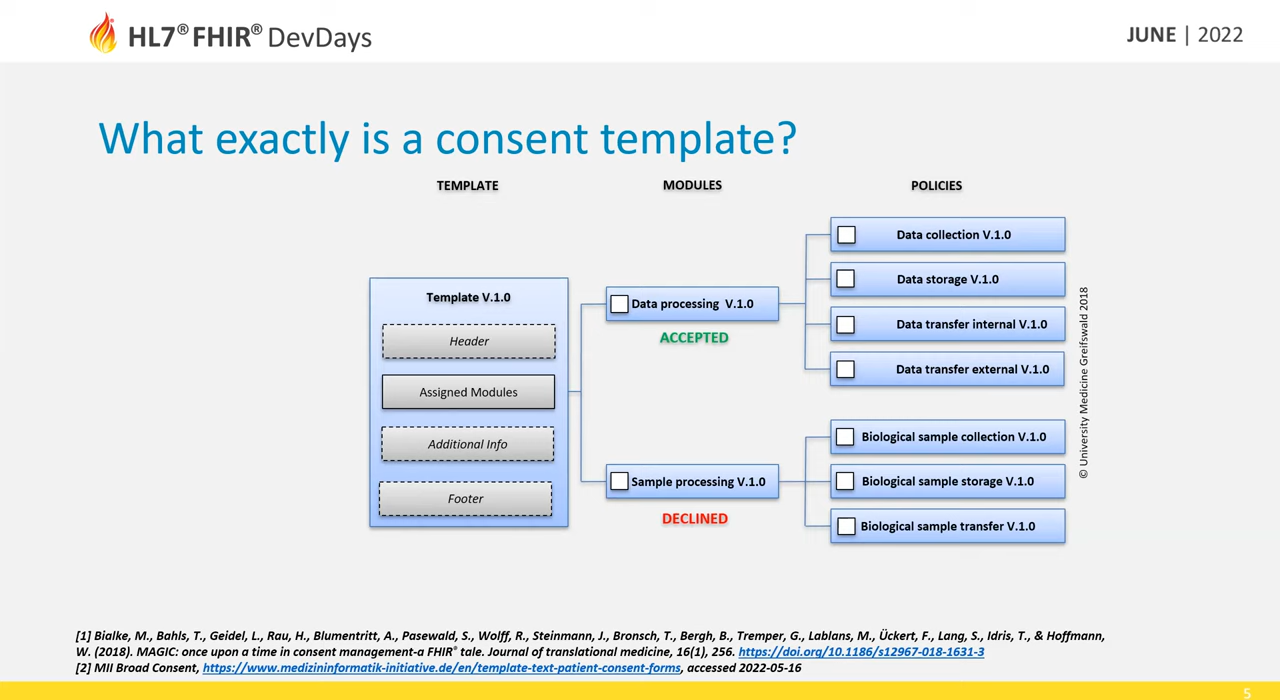 HL7® FHIR® DevDays
JUNE | 2022
What exactly is a consent template?
TEMPLATE
MODULES
POLICIES
Template V.1.0
Header
Assigned Modules
Additional Info
Footer
Data processing V.1.0
ACCEPTED
Sample processing V.1.0
DECLINED
Data collection V.1.0
Data storage V.1.0
Data transfer internal V.1.0
Data transfer external V.1.0
Biological sample collection V.1.0
Biological sample storage V.1.0
Biological sample transfer V.1.0
© University Medicine Greifswald 2018
[1] Bialke, M., Bahls, T., Geidel, L., Rau, H., Blumentritt, A., Pasewald, S., Wolff, R., Steinmann, J., Bronsch, T., Bergh, B., Tremper, G., Lablans, M., Ückert, F., Lang, S., Idris, T., & Hoffmann,
W. (2018). MAGIC: once upon a time in consent management-a FHIR® tale. Journal of translational medicine, 16(1), 256. https://doi.org/10.1186/s12967-018-1631-3
[2] MII Broad Consent, https://www.medizininformatik-initiative.de/en/template-text-patient-consent-forms, accessed 2022-05-16
5